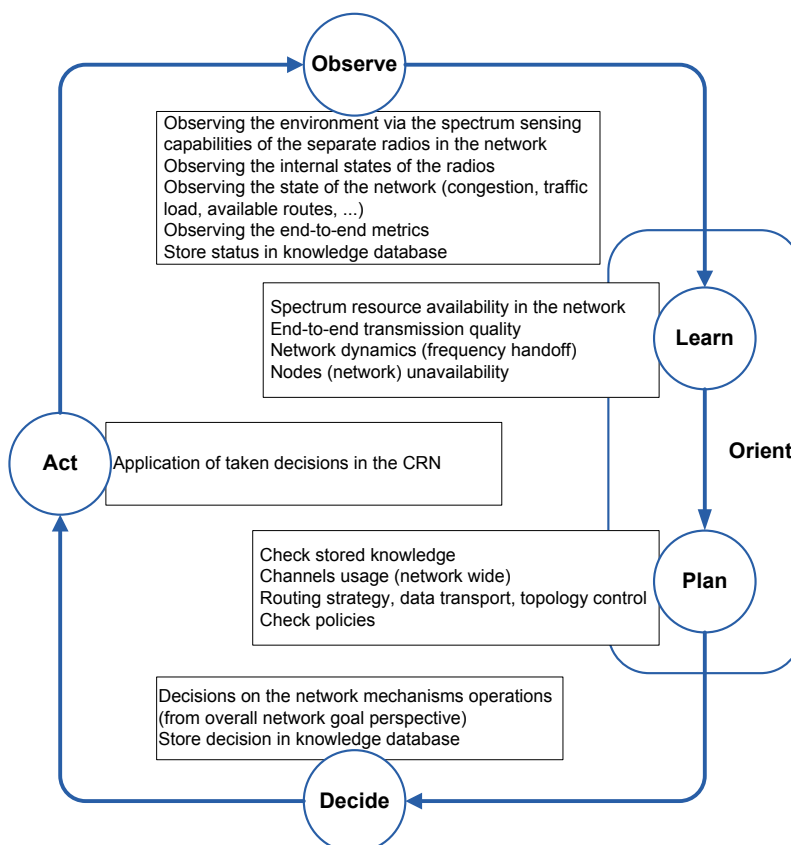 Observe
Observing the environment via the spectrum sensing
capabilities of the separate radios in the network
Observing the internal states of the radios
Observing the state of the network (congestion, traffic
load, available routes, ...)
Observing the end-to-end metrics
Store status in knowledge database
Spectrum resource availability in the network
End-to-end transmission quality
Network dynamics (frequency handoff)
Nodes (network) unavailability
Learn
Orient
Act
Application of taken decisions in the CRN
Check stored knowledge
Channels usage (network wide)
Routing strategy, data transport, topology control
Check policies
Plan
Decisions on the network mechanisms operations
(from overall network goal perspective)
Store decision in knowledge database
Decide